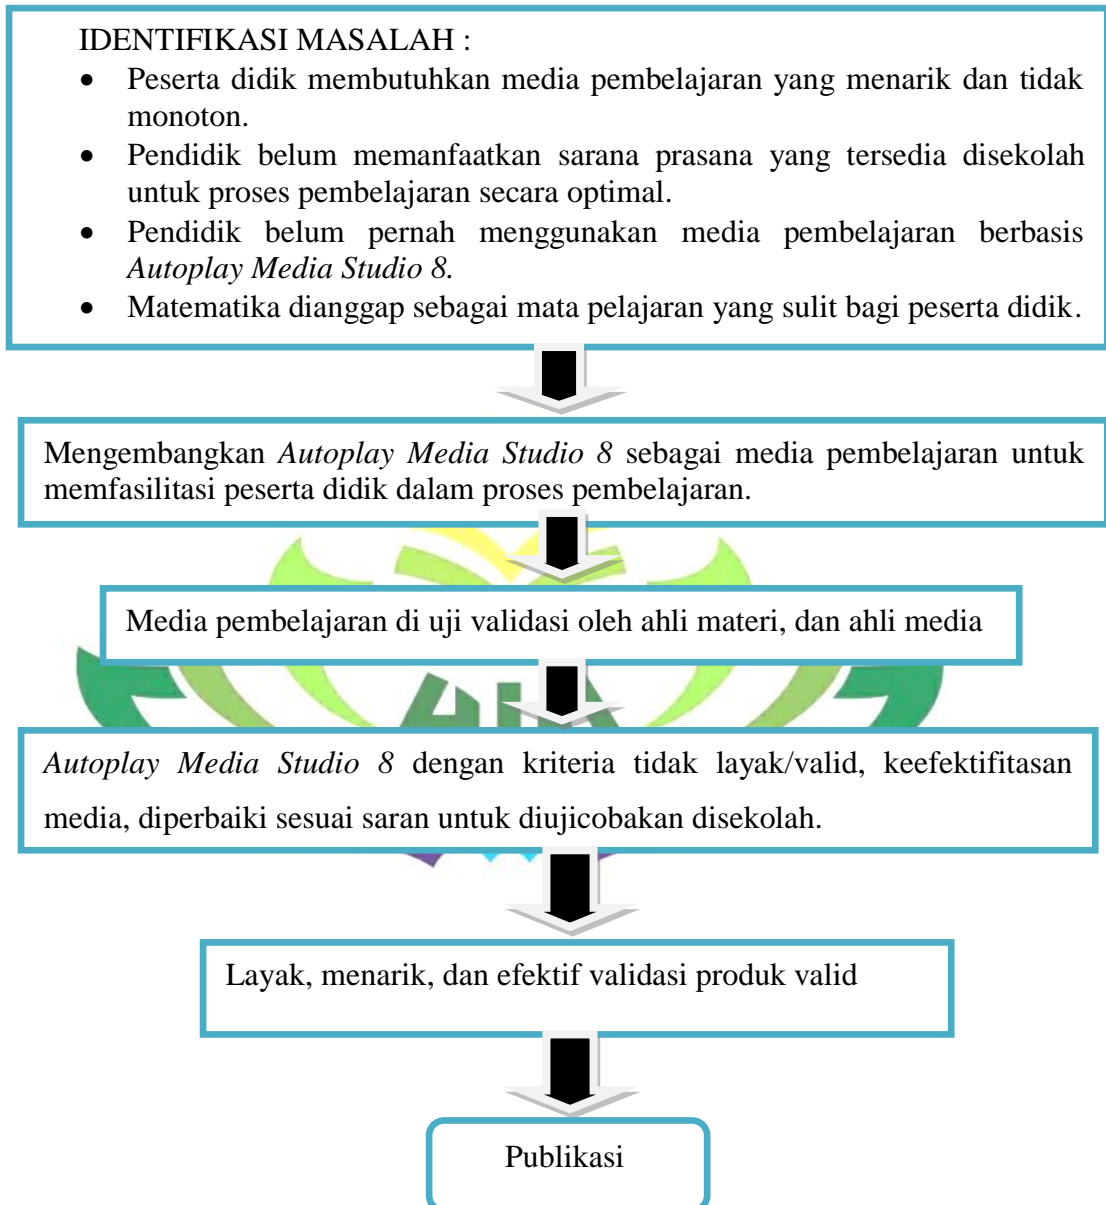 IDENTIFIKASI MASALAH :
• Peserta didik membutuhkan media pembelajaran yang menarik dan tidak
monoton.
• Pendidik belum memanfaatkan sarana prasana yang tersedia disekolah
untuk proses pembelajaran secara optimal.
• Pendidik belum pernah menggunakan media pembelajaran berbasis
Autoplay Media Studio 8.
• Matematika dianggap sebagai mata pelajaran yang sulit bagi peserta didik.
Mengembangkan Autoplay Media Studio 8 sebagai media pembelajaran untuk
memfasilitasi peserta didik dalam proses pembelajaran.
Media pembelajaran di uji validasi oleh ahli materi, dan ahli media
Autoplay Media Studio 8 dengan kriteria tidak layak/valid, keefektifitasan
media, diperbaiki sesuai saran untuk diujicobakan disekolah.
Layak, menarik, dan efektif validasi produk valid
Publikasi